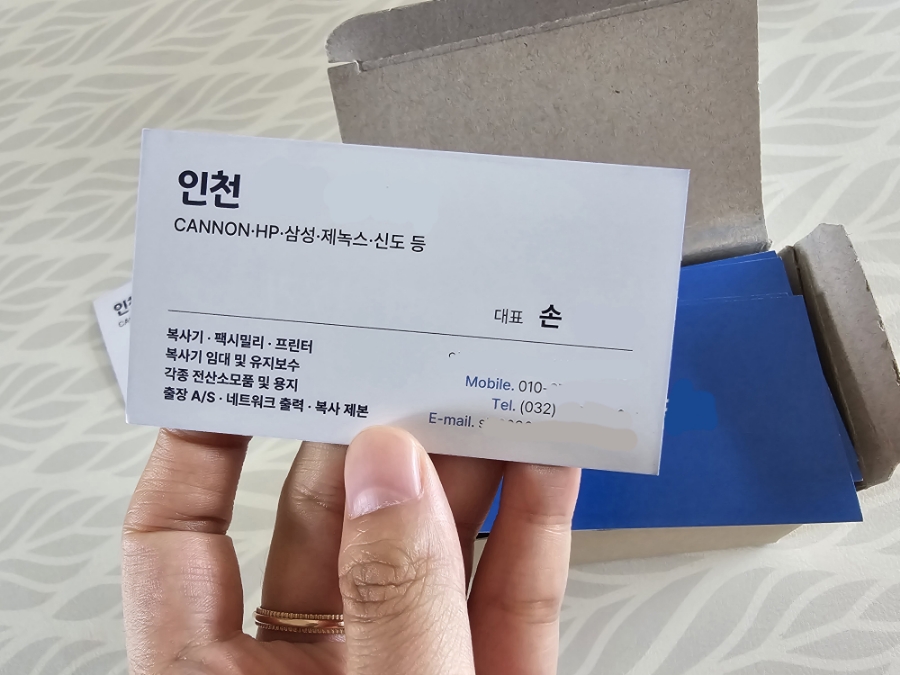 인천
CANNON·HP·삼성·제녹스·신도 등
대표 손
복사기 · 팩시밀리 · 프린터
복사기 임대 및 유지보수
각종 전산소모품 및 용지
출장 A/S · 네트워크 출력 · 복사 제본
Mobile. 010-
Tel. (032)
E-mail.